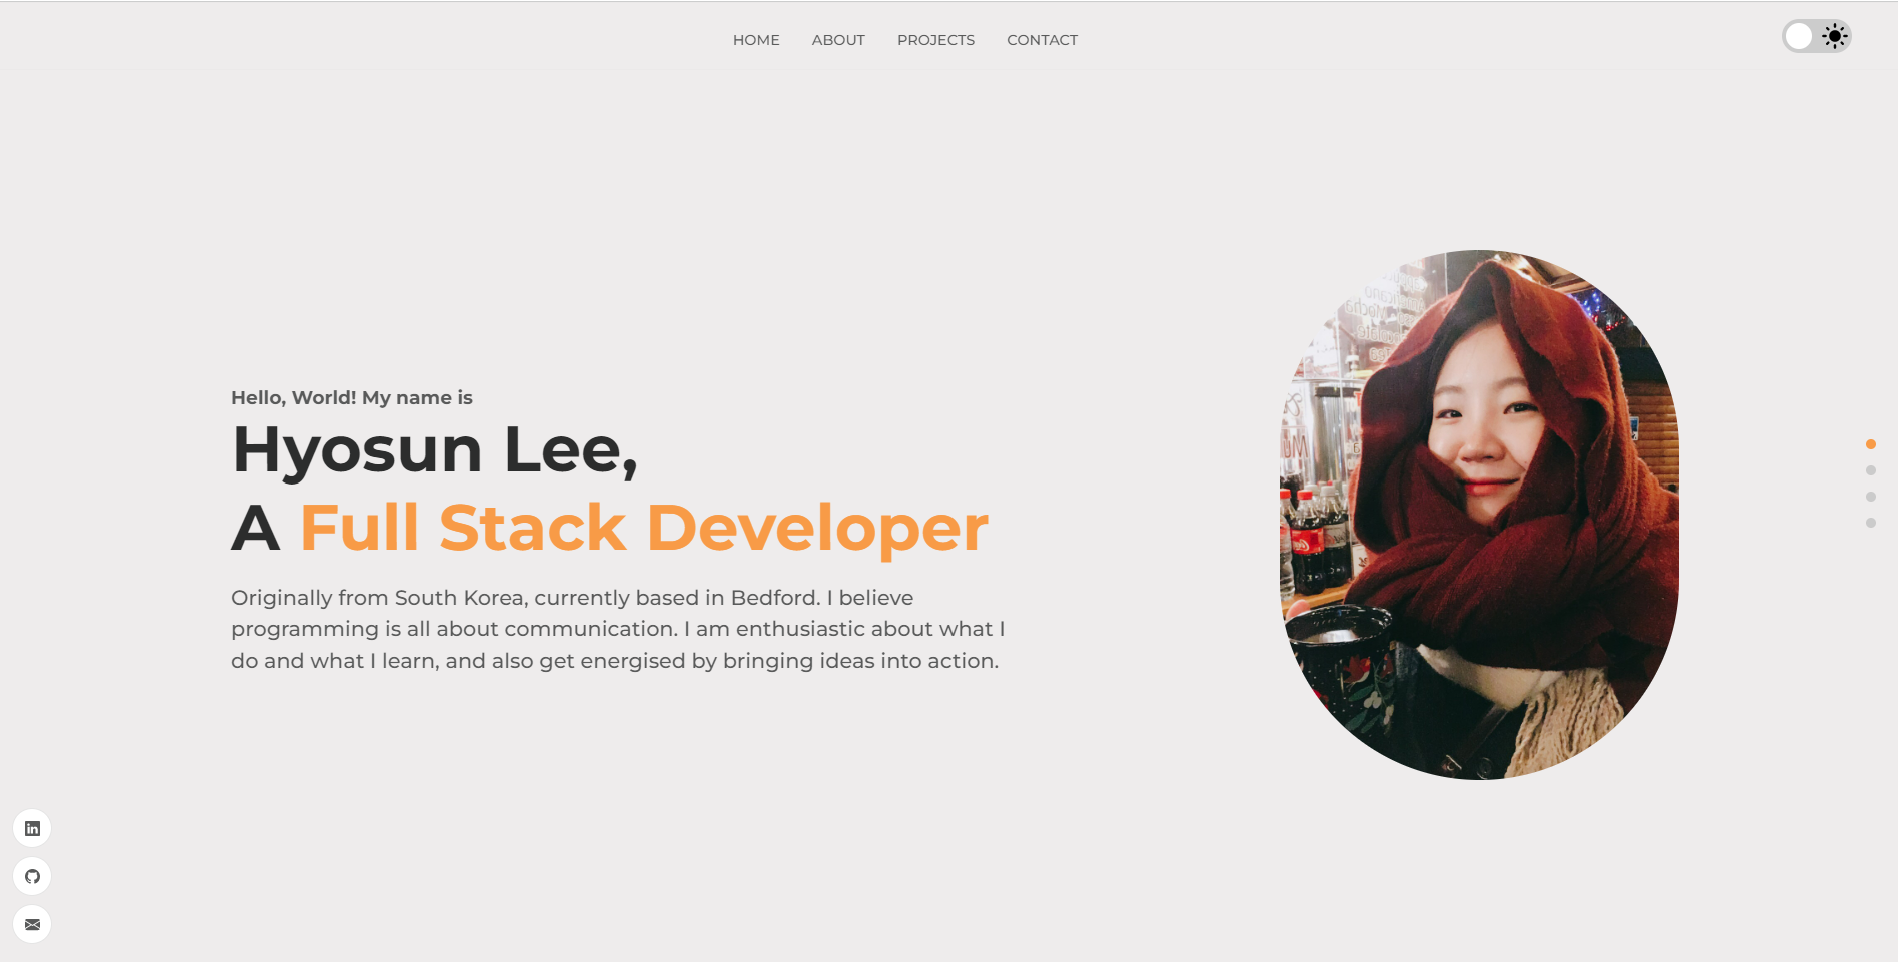 HOME ABOUT PROJECTS CONTACT
Hello, World! My name is
Hyosun Lee,
A Full Stack Developer
Originally from South Korea, currently based in Bedford. I believe
programming is all about communication. I am enthusiastic about what I
do and what I learn, and also get energised by bringing ideas into action.
in
Mocha